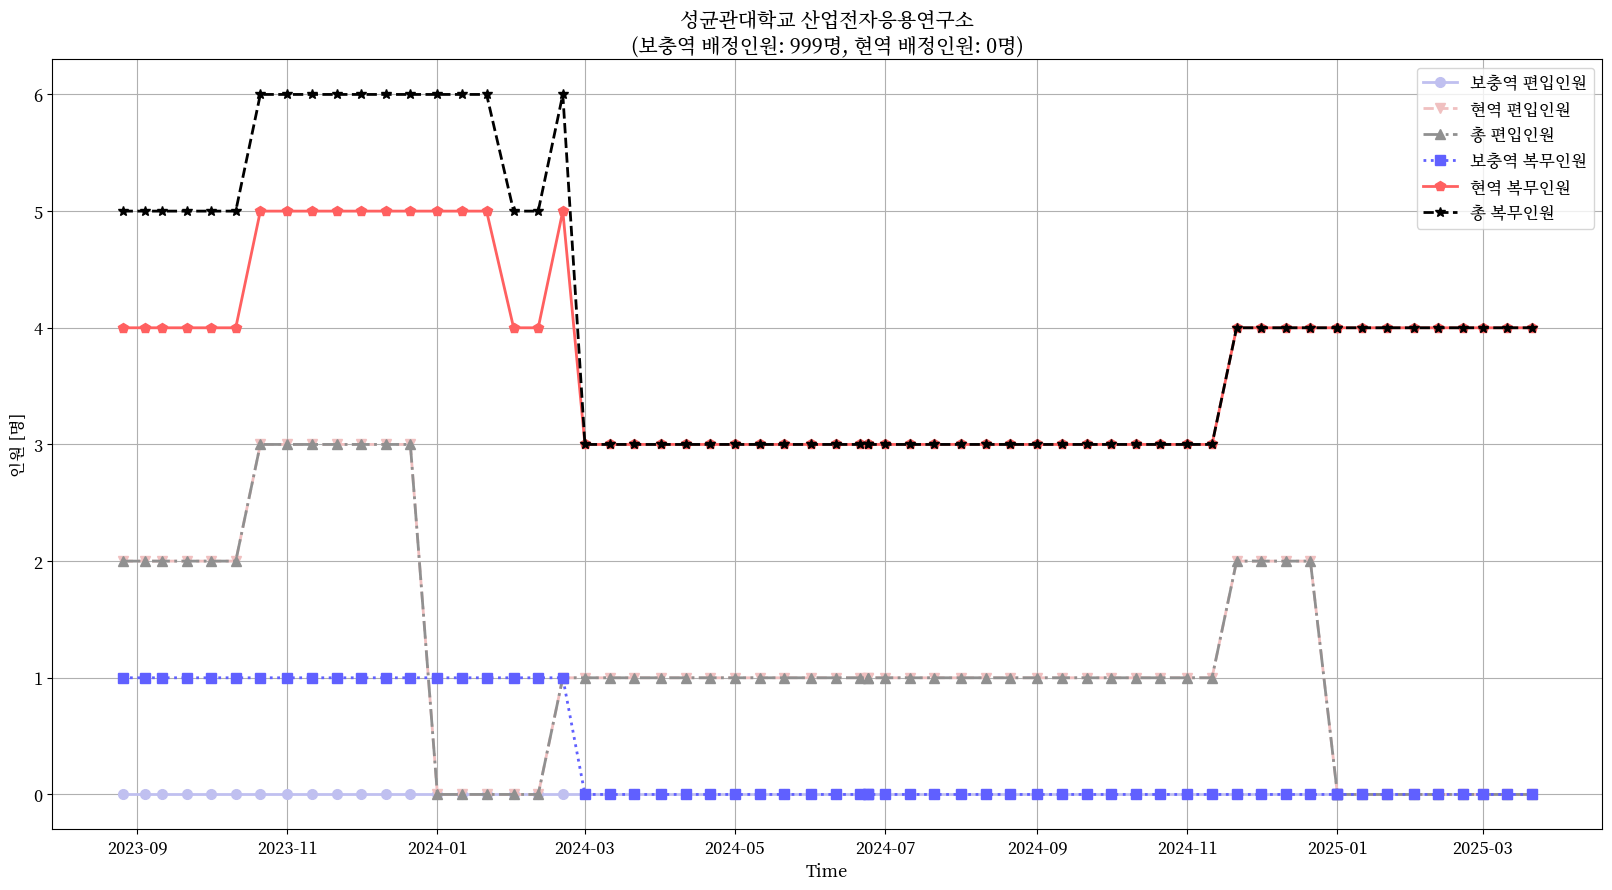 성균관대학교 산업전자응용연구소
(보충역 배정인원: 999명, 현역 배정인원: 0명)
보충역 편입인원
현역 편입인원
총 편입인원
보충역 복무인원
현역 복무인원
총 복무인원
인원 [명]
6
5
4
3
2
1
0
2023-09
2023-11
2024-01
2024-03
2024-05
2024-07
2024-09
2024-11
2025-01
2025-03
Time